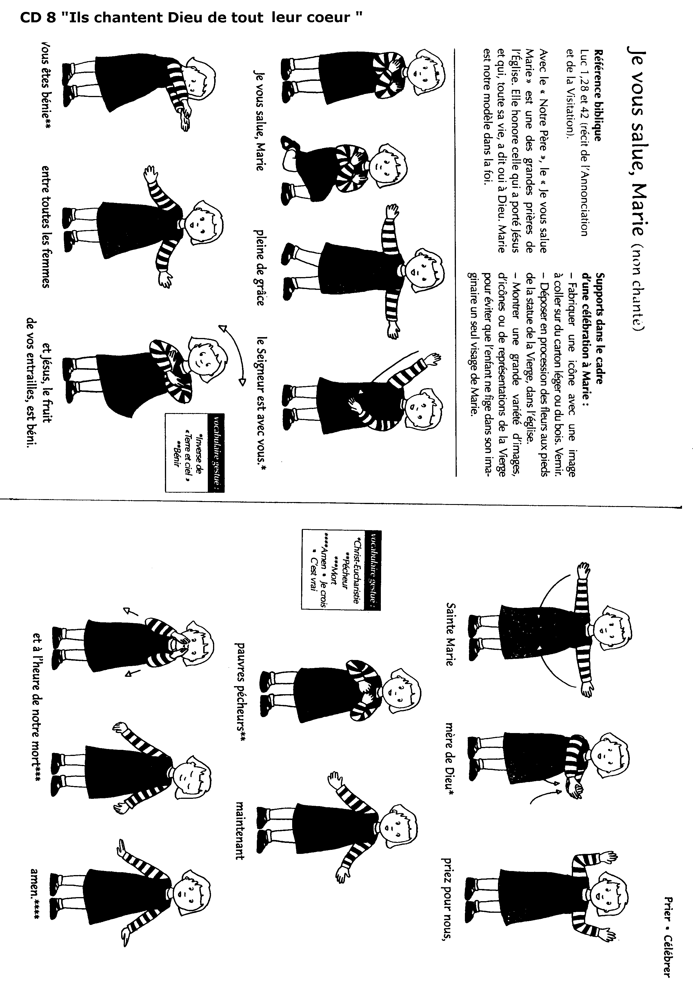 CD 8 "Ils chantent Dieu de tout leur coeur "
Je vous salue, Marie (non chanté)
Référence biblique
Luc 1,28 et 42 (récit de l'Annonciation
et de la Visitation).
Avec le « Notre Père », le « Je vous salue
Marie » est une des grandes prières de
l'Église. Elle honore celle qui a porté Jésus
et qui, toute sa vie, a dit oui à Dieu. Marie
est notre modèle dans la foi.
Supports dans le cadre
d'une célébration à Marie :
– Fabriquer une icône avec une image
à coller sur du carton léger ou du bois. Vernir.
– Déposer en procession des fleurs aux pieds
de la statue de la Vierge, dans l'église.
– Montrer une grande variété d'images,
d'icônes ou de représentations de la Vierge
pour éviter que l'enfant ne fige dans son ima-
ginaire un seul visage de Marie.
Je vous salue, Marie
pleine de grâce
le Seigneur est avec vous.*
Vous êtes bénie**
entre toutes les femmes
et Jésus, le fruit
de vos entrailles, est béni.
vocabulaire gestué :
*Inverse de
« Terre et ciel »
**Bénir
Prier • Célébrer
Sainte Marie
mère de Dieu*
priez pour nous,
vocabulaire gestué :
*Christ-Eucharistie
**Pécheur
***Mort
****Amen • Je crois
• C'est vrai
pauvres pécheurs**
maintenant
et à l'heure de notre mort***
amen.****